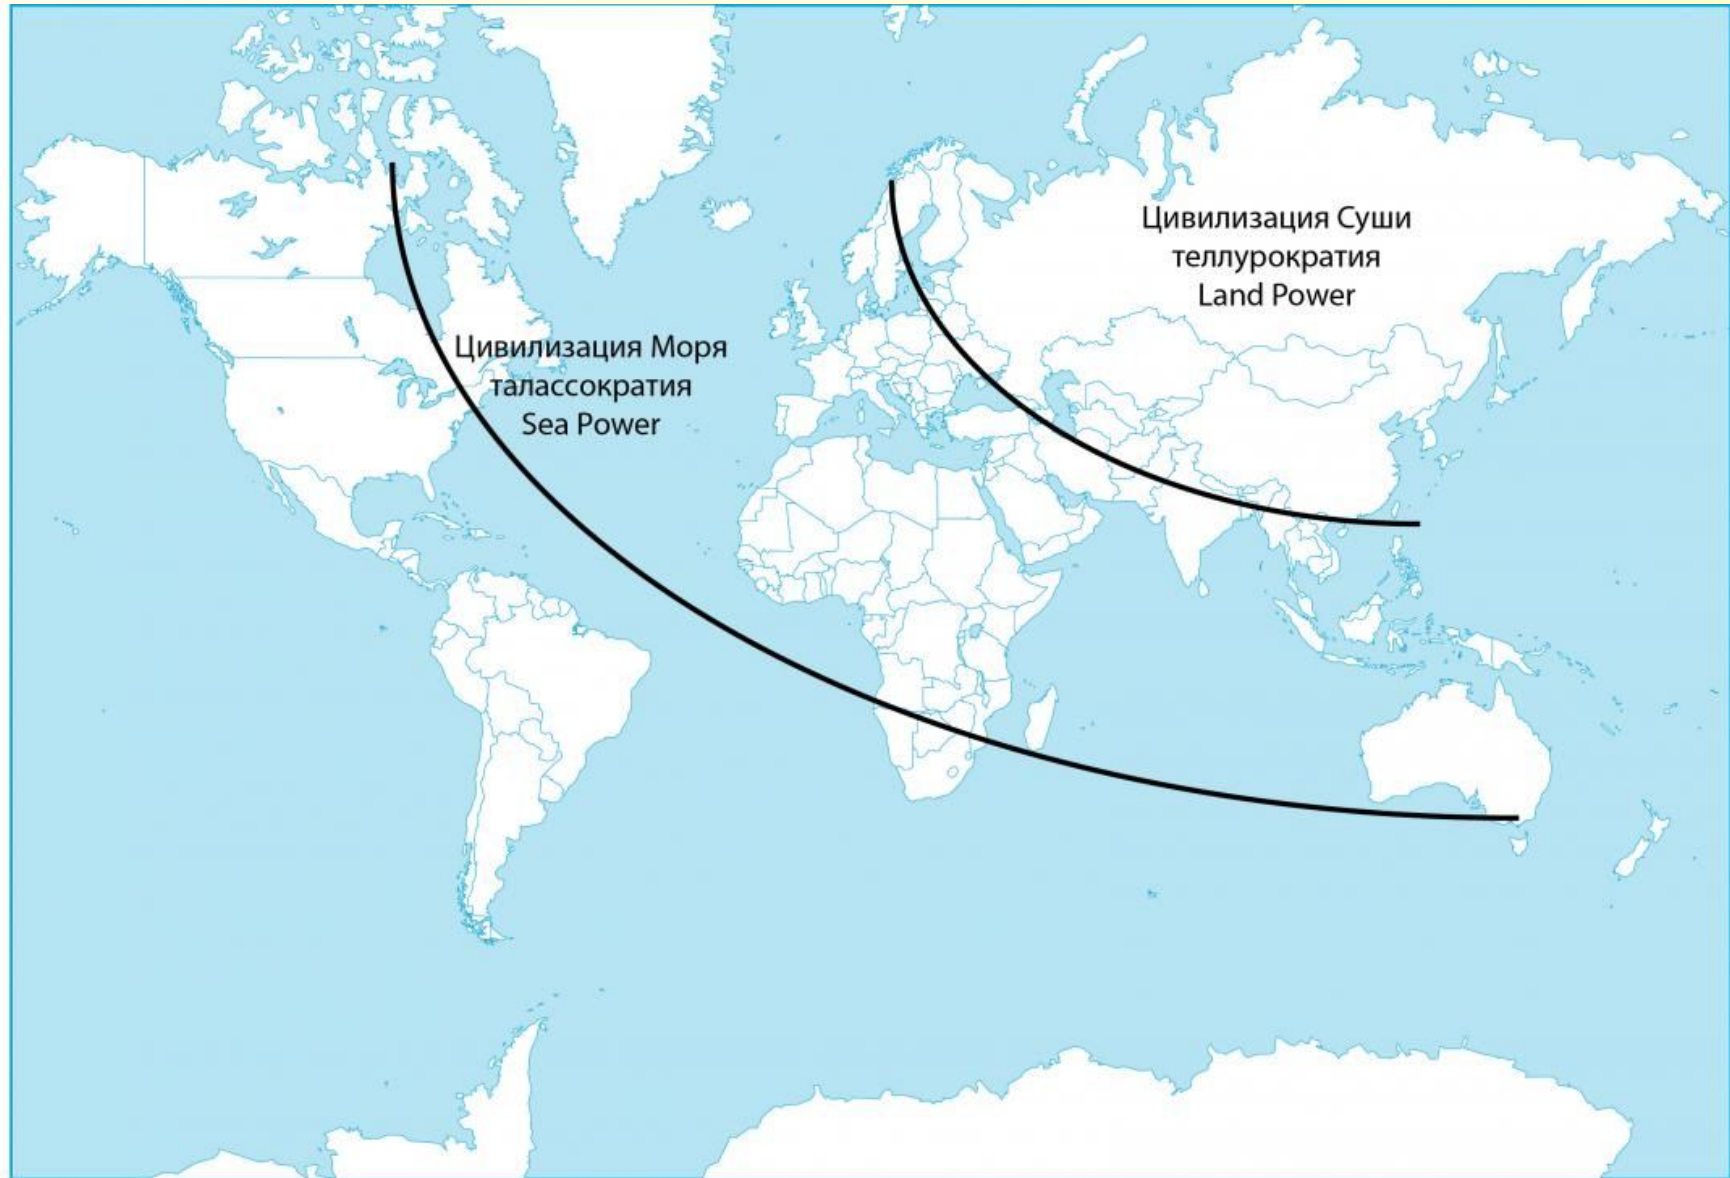 Цивилизация Суши
теллурократия
Land Power
Цивилизация Моря
талассократия
Sea Power